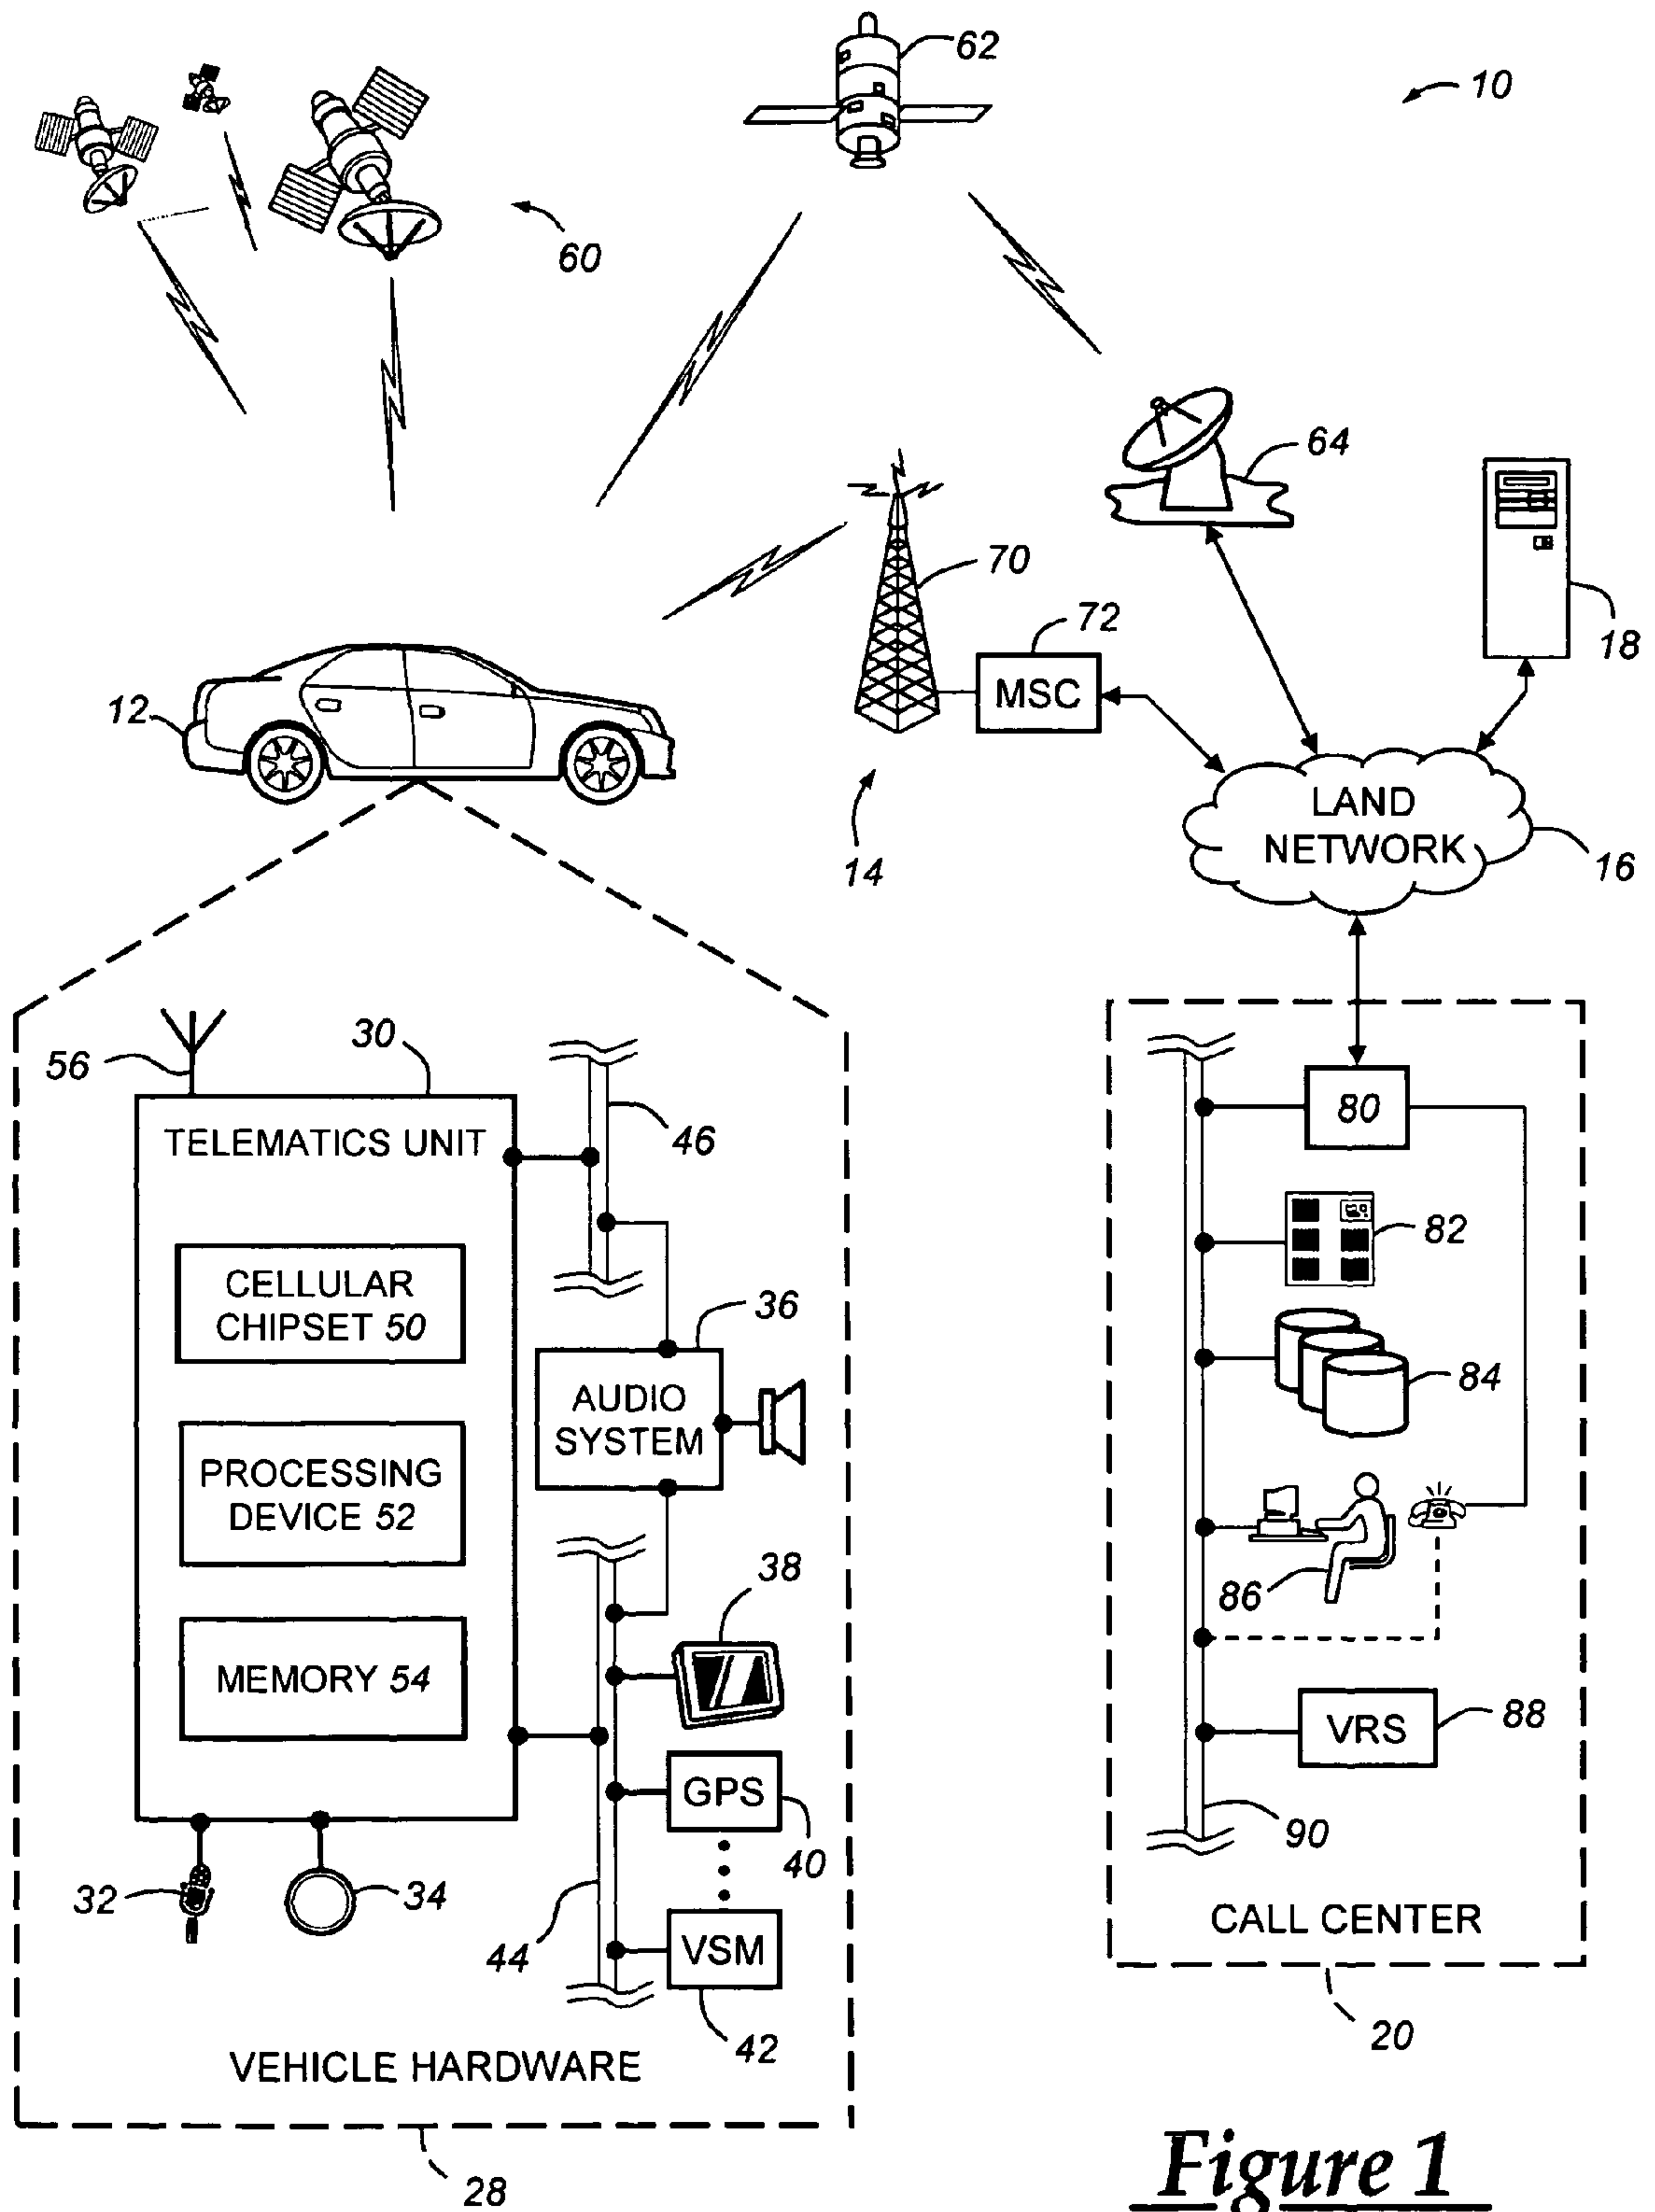 62
10
60
64
70
72
18
MSC
12
LAND
NETWORK
16
14
56
30
TELEMATICS UNIT
46
CELLULAR
CHIPSET 50
36
AUDIO
SYSTEM
PROCESSING
DEVICE 52
38
MEMORY 54
GPS
40
32
34
44
VSM
42
VEHICLE HARDWARE
28
80
82
84
86
VRS
88
90
CALL CENTER
20
Figure 1